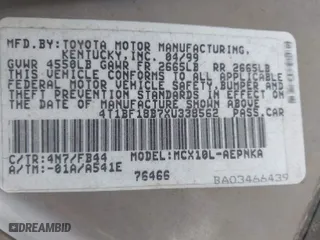 MFD.BY:TOYOTA MOTOR MANUFACTURING,
KENTUCKY,INC. 04/99
GVWR 4550LB GAWR FR 2665LB RR 2665LB
THIS VEHICLE CONFORMS TO ALL APPLICABLE
FEDERAL MOTOR VEHICLE SAFETY, BUMPER,
AND THEFT PREVENTION STANDARDS IN EFFECT ON
THE DATE OF MANUFACTURE SHOWN ABOVE.
4T1BF18B7XU338562 PASS.CAR
C/TR:4N7/FB44 MODEL:MCX10L-AEPNKA
A/TM:-01A/A541E
76466 BA03466439